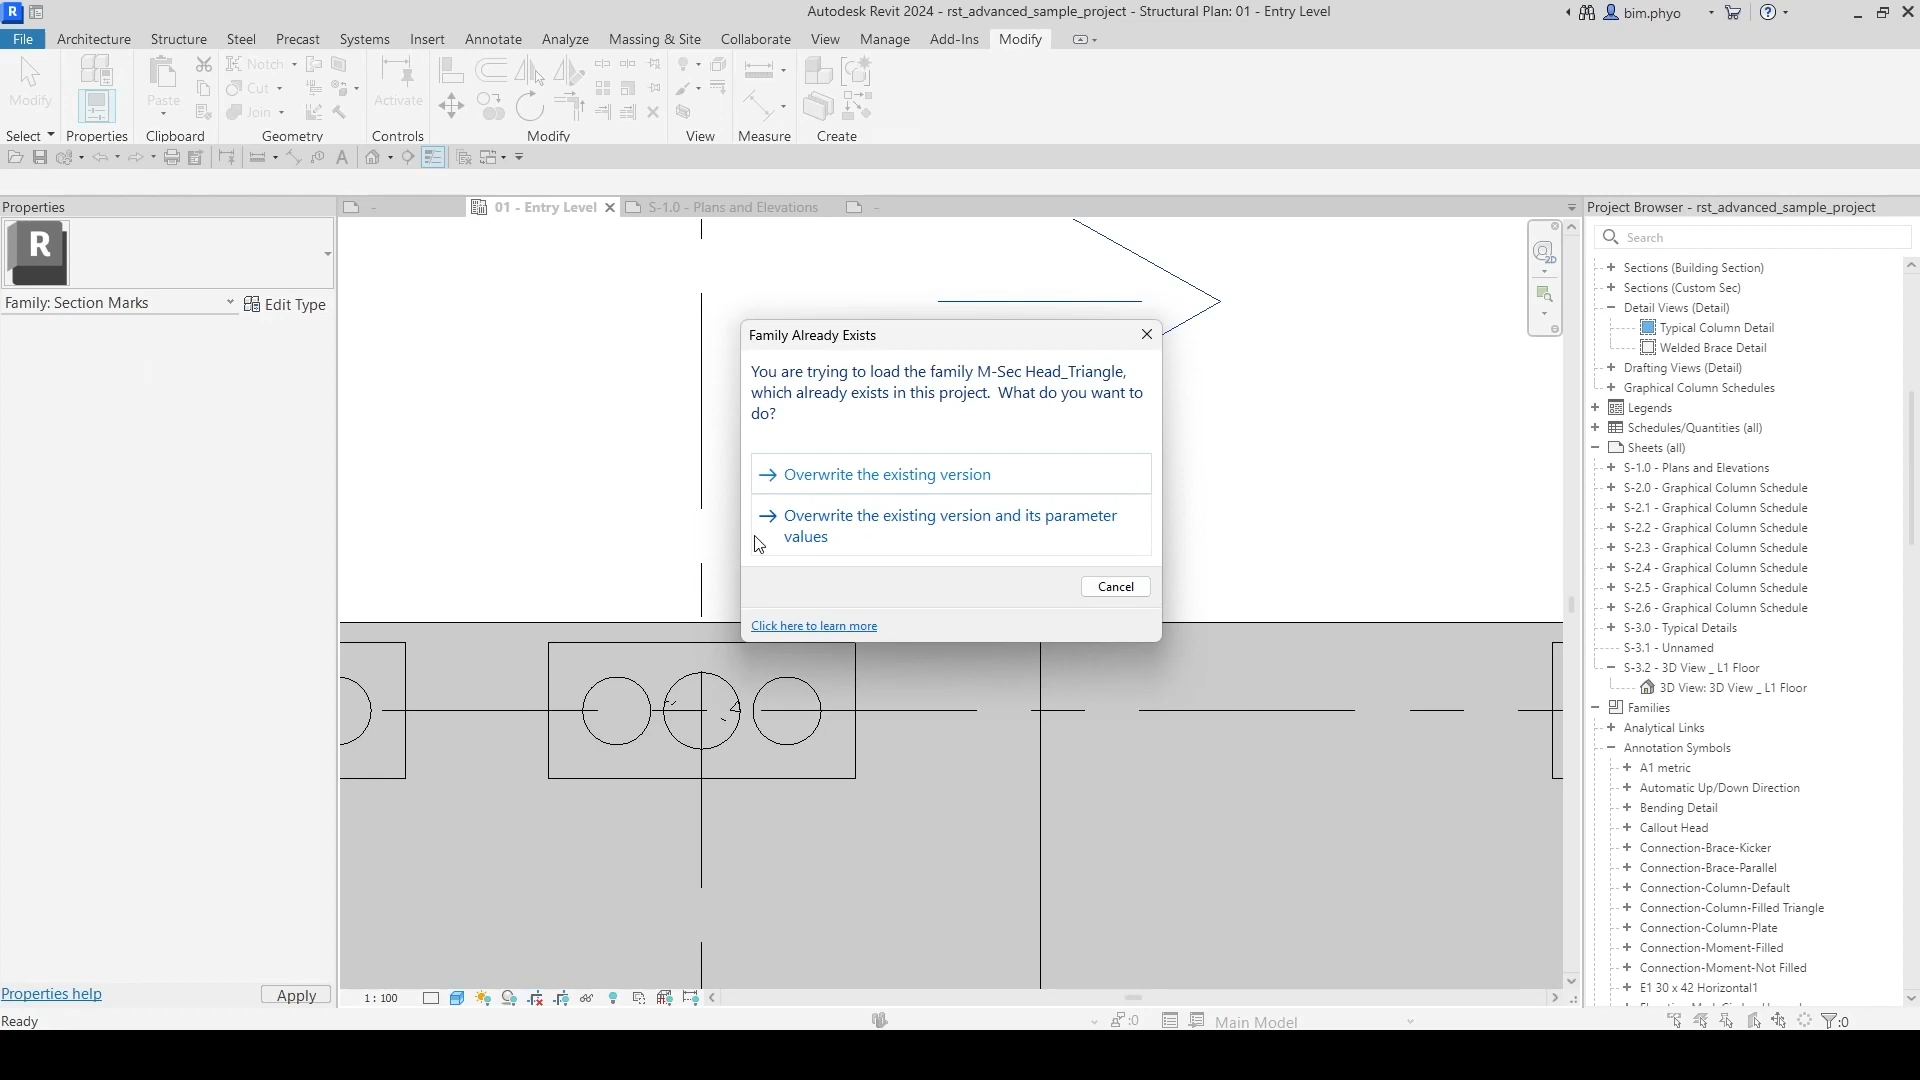 Autodesk Revit 2024 - rst_advanced_sample_project - Structural Plan: 01 - Entry Level
bim.phyo
File
Architecture
Structure
Steel
Precast
Systems
Insert
Annotate
Analyze
Massing & Site
Collaborate
View
Manage
Add-Ins
Modify
Modify
Paste
Notch
Cut
Join
Activate
Select
Properties
Clipboard
Geometry
Controls
Modify
View
Measure
Create
Properties
01 - Entry Level
S-1.0 - Plans and Elevations
Project Browser - rst_advanced_sample_project
R
Family: Section Marks
Edit Type
Search
Sections (Building Section)
Sections (Custom Sec)
Detail Views (Detail)
Typical Column Detail
Welded Brace Detail
Drafting Views (Detail)
Graphical Column Schedules
Legends
Schedules/Quantities (all)
Sheets (all)
S-1.0 - Plans and Elevations
S-2.0 - Graphical Column Schedule
S-2.1 - Graphical Column Schedule
S-2.2 - Graphical Column Schedule
S-2.3 - Graphical Column Schedule
S-2.4 - Graphical Column Schedule
S-2.5 - Graphical Column Schedule
S-2.6 - Graphical Column Schedule
S-3.0 - Typical Details
S-3.1 - Unnamed
S-3.2 - 3D View _ L1 Floor
3D View: 3D View _ L1 Floor
Families
Analytical Links
Annotation Symbols
A1 metric
Automatic Up/Down Direction
Bending Detail
Callout Head
Connection-Brace-Kicker
Connection-Brace-Parallel
Connection-Column-Default
Connection-Column-Filled Triangle
Connection-Column-Plate
Connection-Moment-Filled
Connection-Moment-Not Filled
E1 30 x 42 Horizontal1
Family Already Exists
You are trying to load the family M-Sec Head_Triangle,
which already exists in this project. What do you want to
do?
Overwrite the existing version
Overwrite the existing version and its parameter
values
Cancel
Click here to learn more
2D
Properties help
Apply
1 : 100
Ready
:0
Main Model
:0